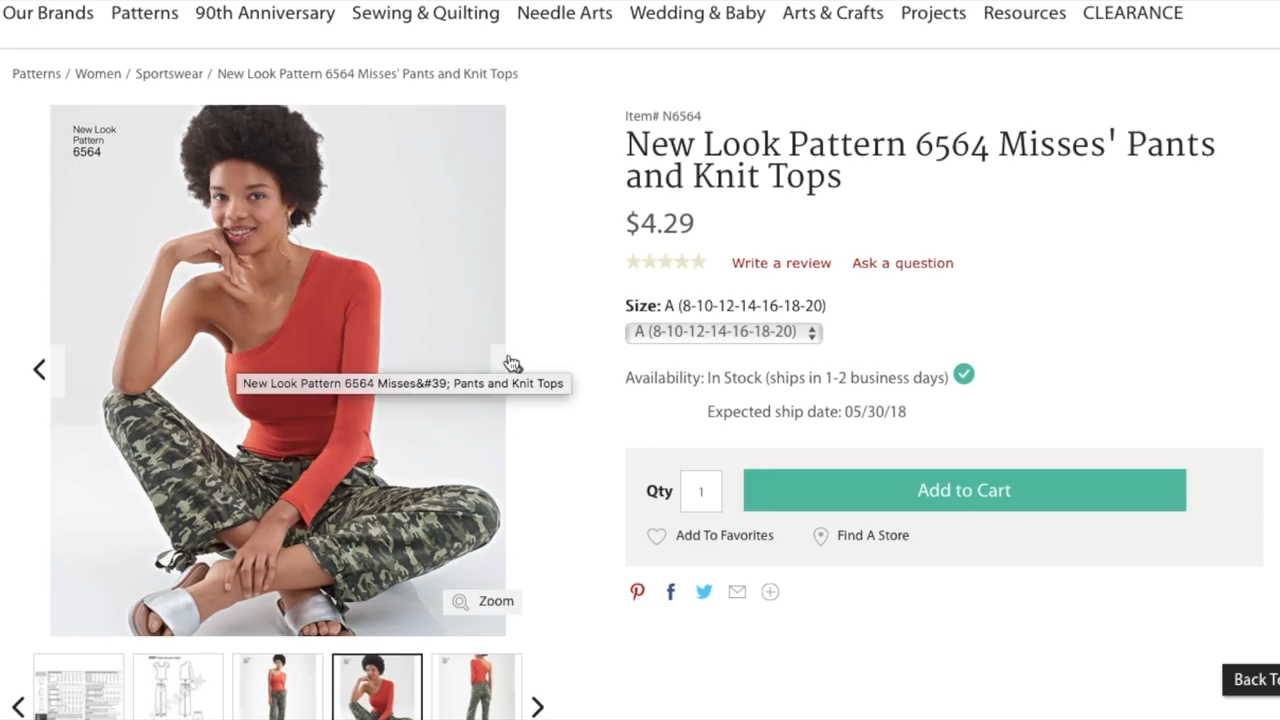 Our Brands Patterns 90th Anniversary Sewing & Quilting Needle Arts Wedding & Baby Arts & Crafts Projects Resources CLEARANCE
Patterns / Women / Sportswear / New Look Pattern 6564 Misses' Pants and Knit Tops
New Look
Pattern
6564
New Look Pattern 6564 Misses&#39; Pants and Knit Tops
Zoom
Item# N6564
New Look Pattern 6564 Misses' Pants
and Knit Tops
$4.29
Write a review Ask a question
Size: A (8-10-12-14-16-18-20)
A (8-10-12-14-16-18-20)
Availability: In Stock (ships in 1-2 business days)
Expected ship date: 05/30/18
Qty 1 Add to Cart
Add To Favorites Find A Store
Back